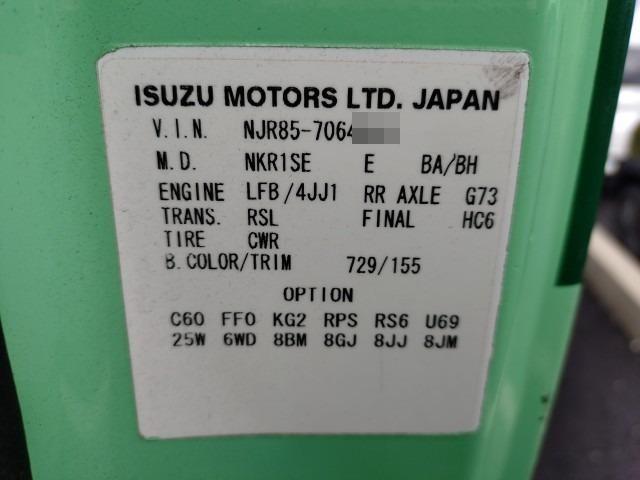 ISUZU MOTORS LTD. JAPAN
V.I.N. NJR85-7064
M.D. NKR1SE E BA/BH
ENGINE LFB/4JJ1 RR AXLE G73
TRANS. RSL FINAL HC6
TIRE CWR
B.COLOR/TRIM 729/155
OPTION
C60 FF0 KG2 RPS RS6 U69
25W 6WD 8BM 8GJ 8JJ 8JM